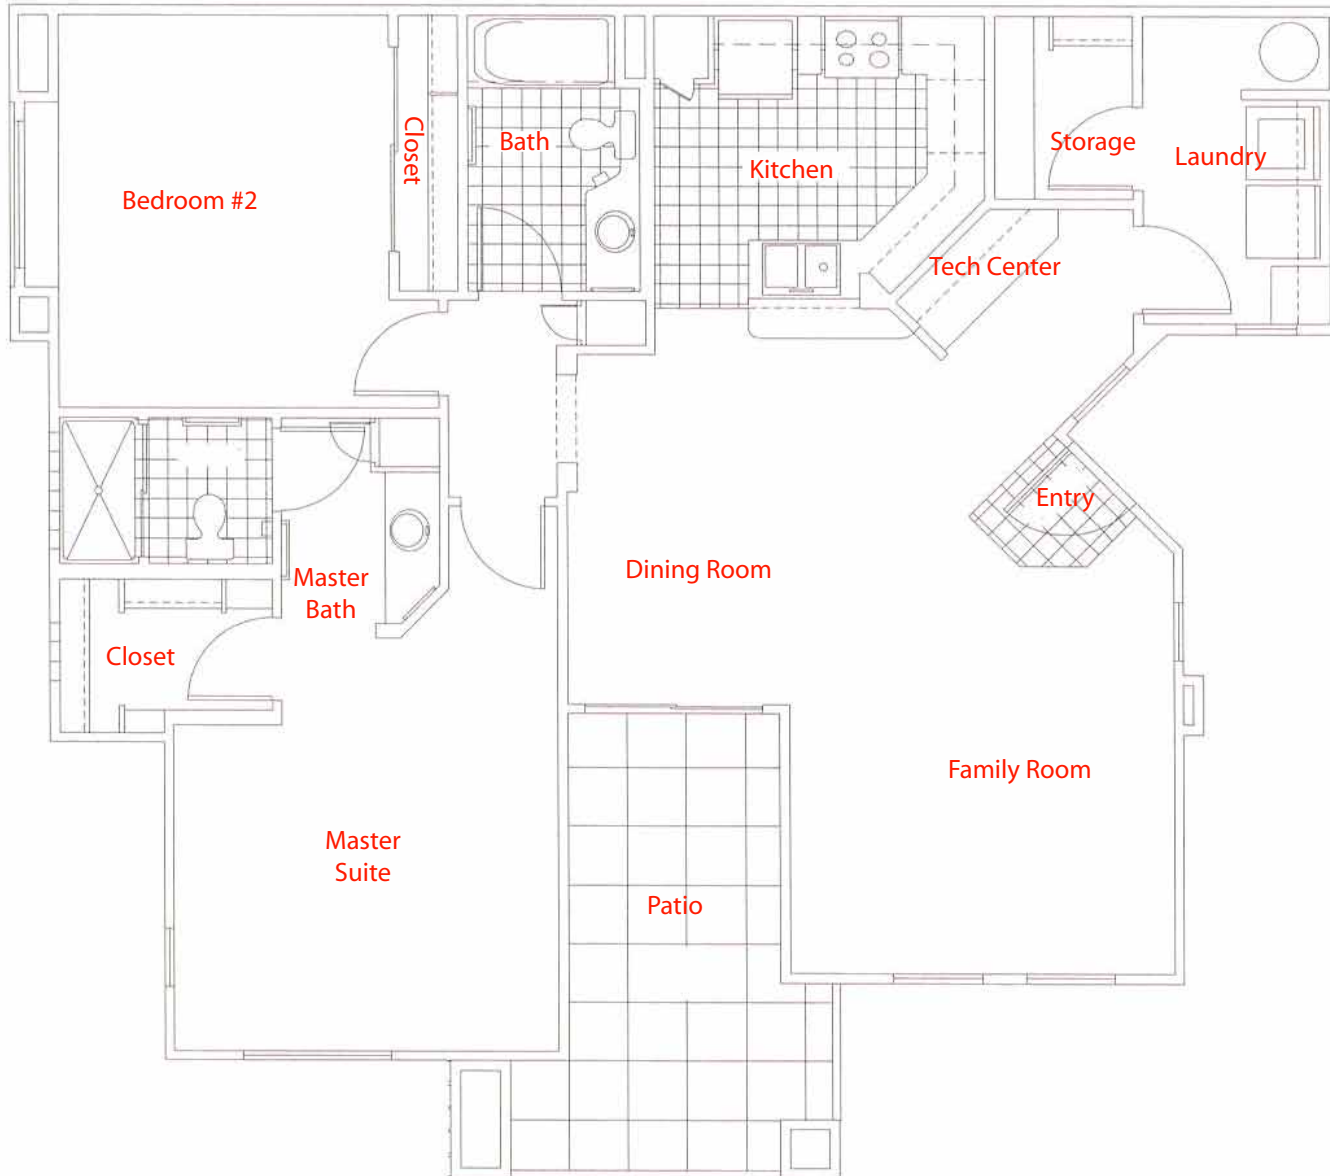 Closet
Bath
Kitchen
Storage
Laundry
Bedroom #2
Tech Center
Entry
Dining Room
Master
Bath
Closet
Family Room
Master
Suite
Patio